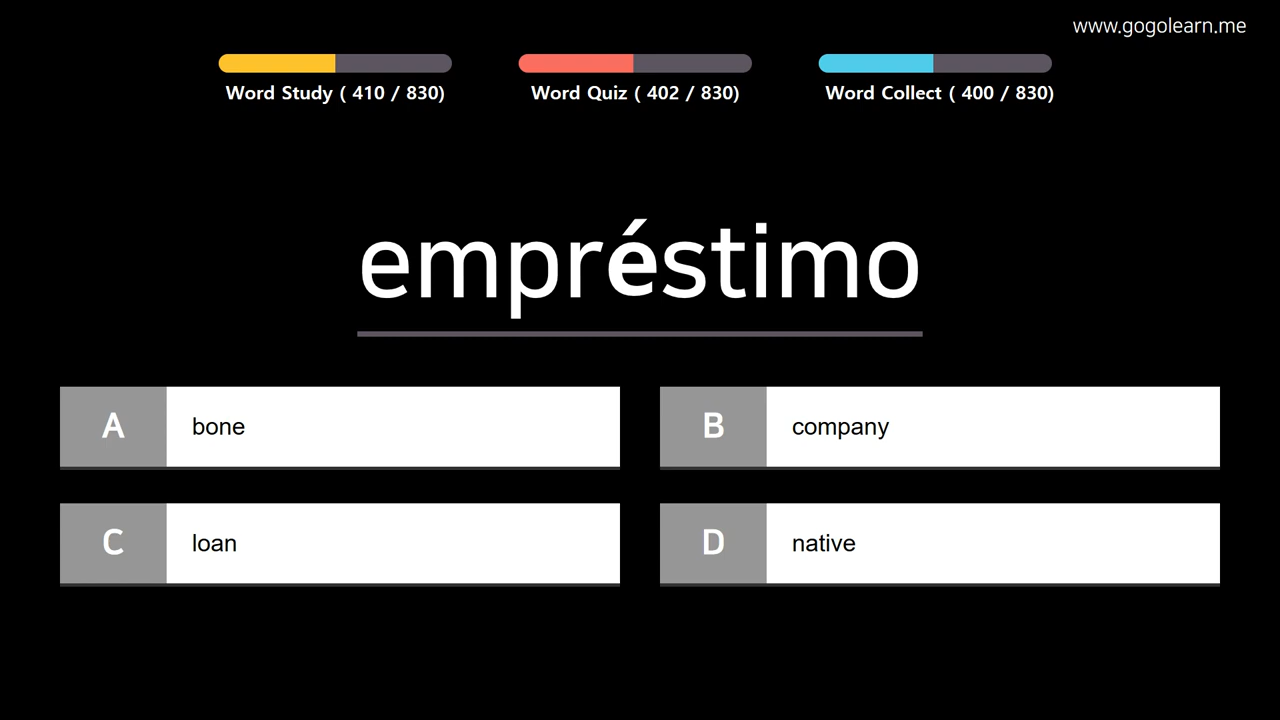 www.gogolearn.me
Word Study ( 410 / 830)
Word Quiz ( 402 / 830)
Word Collect ( 400 / 830)
empréstimo
A bone
B company
C loan
D native